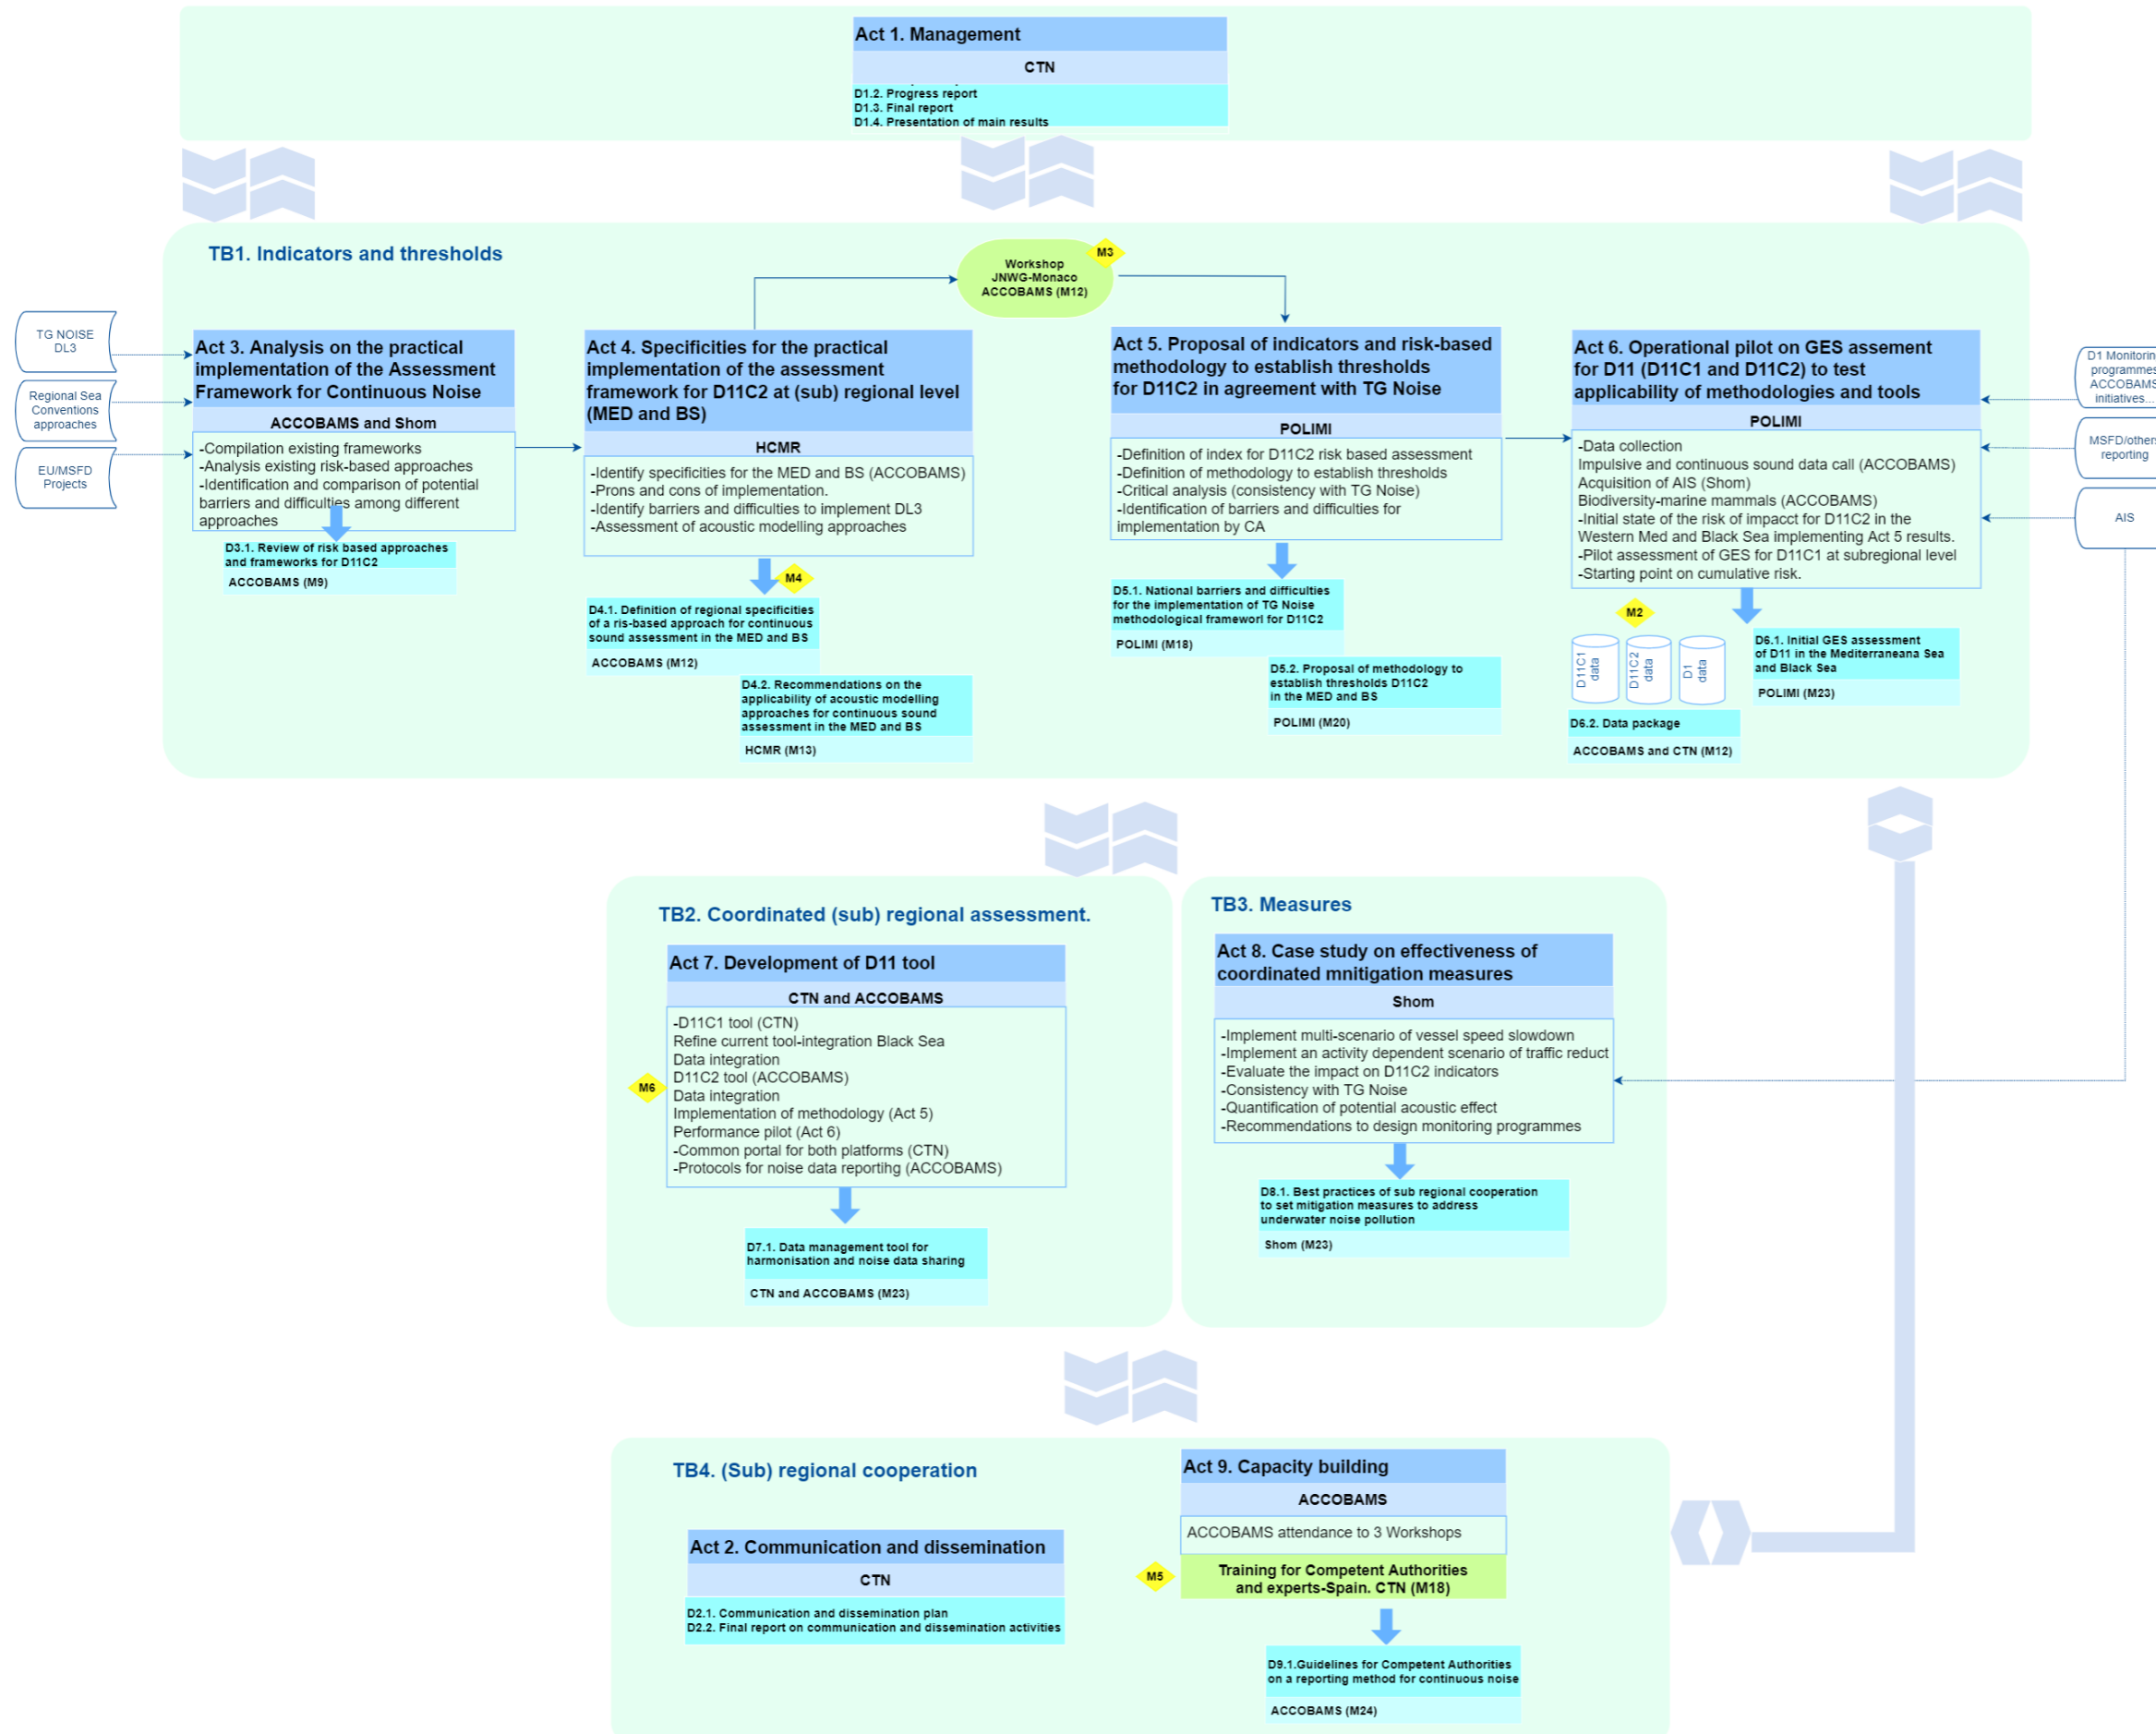 Act 1. Management
CTN
D1.2. Progress report
D1.3. Final report
D1.4. Presentation of main results
TB1. Indicators and thresholds
Workshop
JNWG-Monaco
ACCOBAMS (M12)
M3
TG NOISE
DL3
Regional Sea
Conventions
approaches
EU/MSFD
Projects
Act 3. Analysis on the practical
implementation of the Assessment
Framework for Continuous Noise
ACCOBAMS and Shom
-Compilation existing frameworks
-Analysis existing risk-based approaches
-Identification and comparison of potential
barriers and difficulties among different
approaches
D3.1. Review of risk based approaches
and frameworks for D11C2
ACCOBAMS (M9)
Act 4. Specificities for the practical
implementation of the assessment
framework for D11C2 at (sub) regional level
(MED and BS)
HCMR
-Identify specificities for the MED and BS (ACCOBAMS)
-Prons and cons of implementation.
-Identify barriers and difficulties to implement DL3
-Assessment of acoustic modelling approaches
M4
D4.1. Definition of regional specificities
of a ris-based approach for continuous
sound assessment in the MED and BS
ACCOBAMS (M12)
D4.2. Recommendations on the
applicability of acoustic modelling
approaches for continuous sound
assessment in the MED and BS
HCMR (M13)
Act 5. Proposal of indicators and risk-based
methodology to establish thresholds
for D11C2 in agreement with TG Noise
POLIMI
-Definition of index for D11C2 risk based assessment
-Definition of methodology to establish thresholds
-Critical analysis (consistency with TG Noise)
-Identification of barriers and difficulties for
implementation by CA
D5.1. National barriers and difficulties
for the implementation of TG Noise
methodological frameworl for D11C2
POLIMI (M18)
D5.2. Proposal of methodology to
establish thresholds D11C2
in the MED and BS
POLIMI (M20)
Act 6. Operational pilot on GES assement
for D11 (D11C1 and D11C2) to test
applicability of methodologies and tools
POLIMI
-Data collection
Impulsive and continuous sound data call (ACCOBAMS)
Acquisition of AIS (Shom)
Biodiversity-marine mammals (ACCOBAMS)
-Initial state of the risk of impacct for D11C2 in the
Western Med and Black Sea implementing Act 5 results.
-Pilot assessment of GES for D11C1 at subregional level
-Starting point on cumulative risk.
M2
D11C1
data
D11C2
data
D1
data
D6.2. Data package
ACCOBAMS and CTN (M12)
D6.1. Initial GES assessment
of D11 in the Mediterraneana Sea
and Black Sea
POLIMI (M23)
D1 Monitoring
programmes
ACCOBAMS
initiatives...
MSFD/others
reporting
AIS
TB2. Coordinated (sub) regional assessment.
Act 7. Development of D11 tool
CTN and ACCOBAMS
-D11C1 tool (CTN)
Refine current tool-integration Black Sea
Data integration
D11C2 tool (ACCOBAMS)
Data integration
Implementation of methodology (Act 5)
Performance pilot (Act 6)
-Common portal for both platforms (CTN)
-Protocols for noise data reportihg (ACCOBAMS)
M6
D7.1. Data management tool for
harmonisation and noise data sharing
CTN and ACCOBAMS (M23)
TB3. Measures
Act 8. Case study on effectiveness of
coordinated mnitigation measures
Shom
-Implement multi-scenario of vessel speed slowdown
-Implement an activity dependent scenario of traffic reduct
-Evaluate the impact on D11C2 indicators
-Consistency with TG Noise
-Quantification of potential acoustic effect
-Recommendations to design monitoring programmes
D8.1. Best practices of sub regional cooperation
to set mitigation measures to address
underwater noise pollution
Shom (M23)
TB4. (Sub) regional cooperation
Act 2. Communication and dissemination
CTN
D2.1. Communication and dissemination plan
D2.2. Final report on communication and dissemination activities
Act 9. Capacity building
ACCOBAMS
ACCOBAMS attendance to 3 Workshops
M5
Training for Competent Authorities
and experts-Spain. CTN (M18)
D9.1.Guidelines for Competent Authorities
on a reporting method for continuous noise
ACCOBAMS (M24)